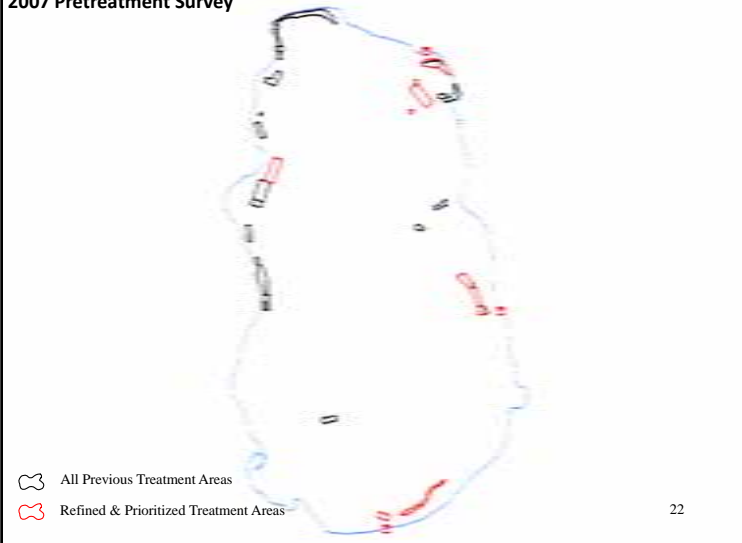 2007 Pretreatment Survey
All Previous Treatment Areas
Refined & Prioritized Treatment Areas
22